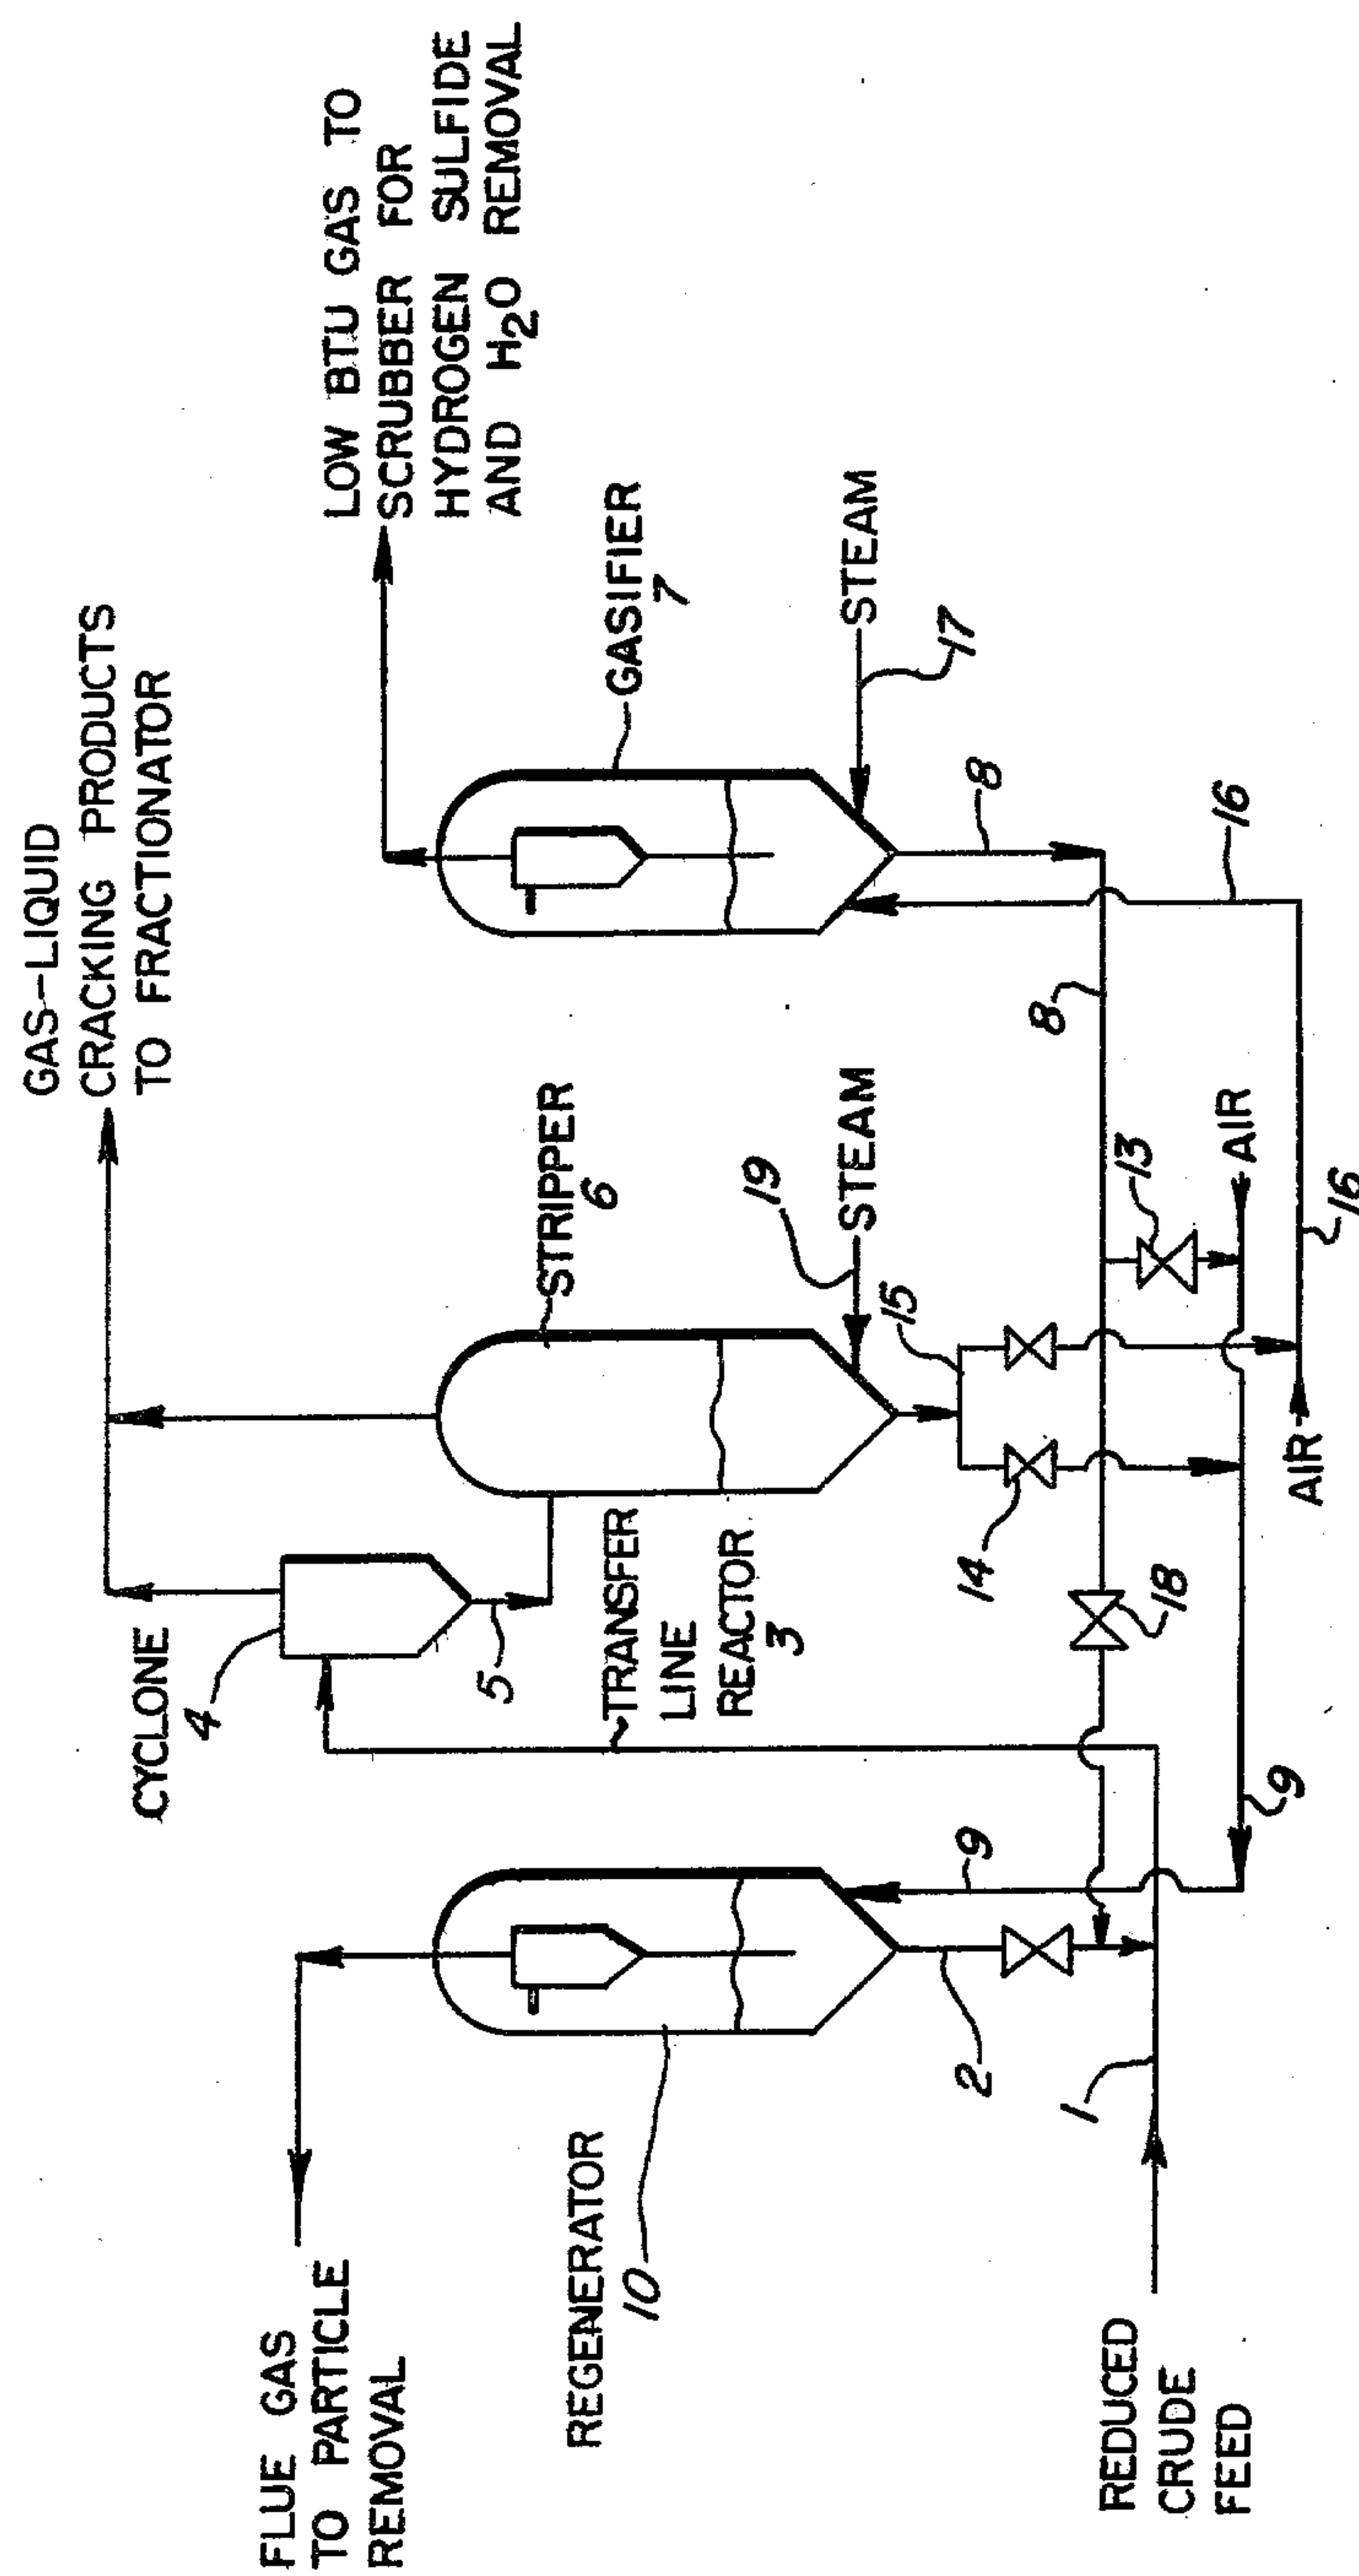 GAS-LIQUID
CRACKING PRODUCTS
TO FRACTIONATOR
LOW BTU GAS TO
SCRUBBER FOR
HYDROGEN SULFIDE
AND H₂O REMOVAL
FLUE GAS
TO PARTICLE
REMOVAL
CYCLONE
4
5
STRIPPER
6
GASIFIER
7
REGENERATOR
10
TRANSFER
LINE
REACTOR
3
19
STEAM
STEAM
17
15
14
8
8
13
AIR
16
16
AIR
18
9
9
2
1
REDUCED
CRUDE
FEED